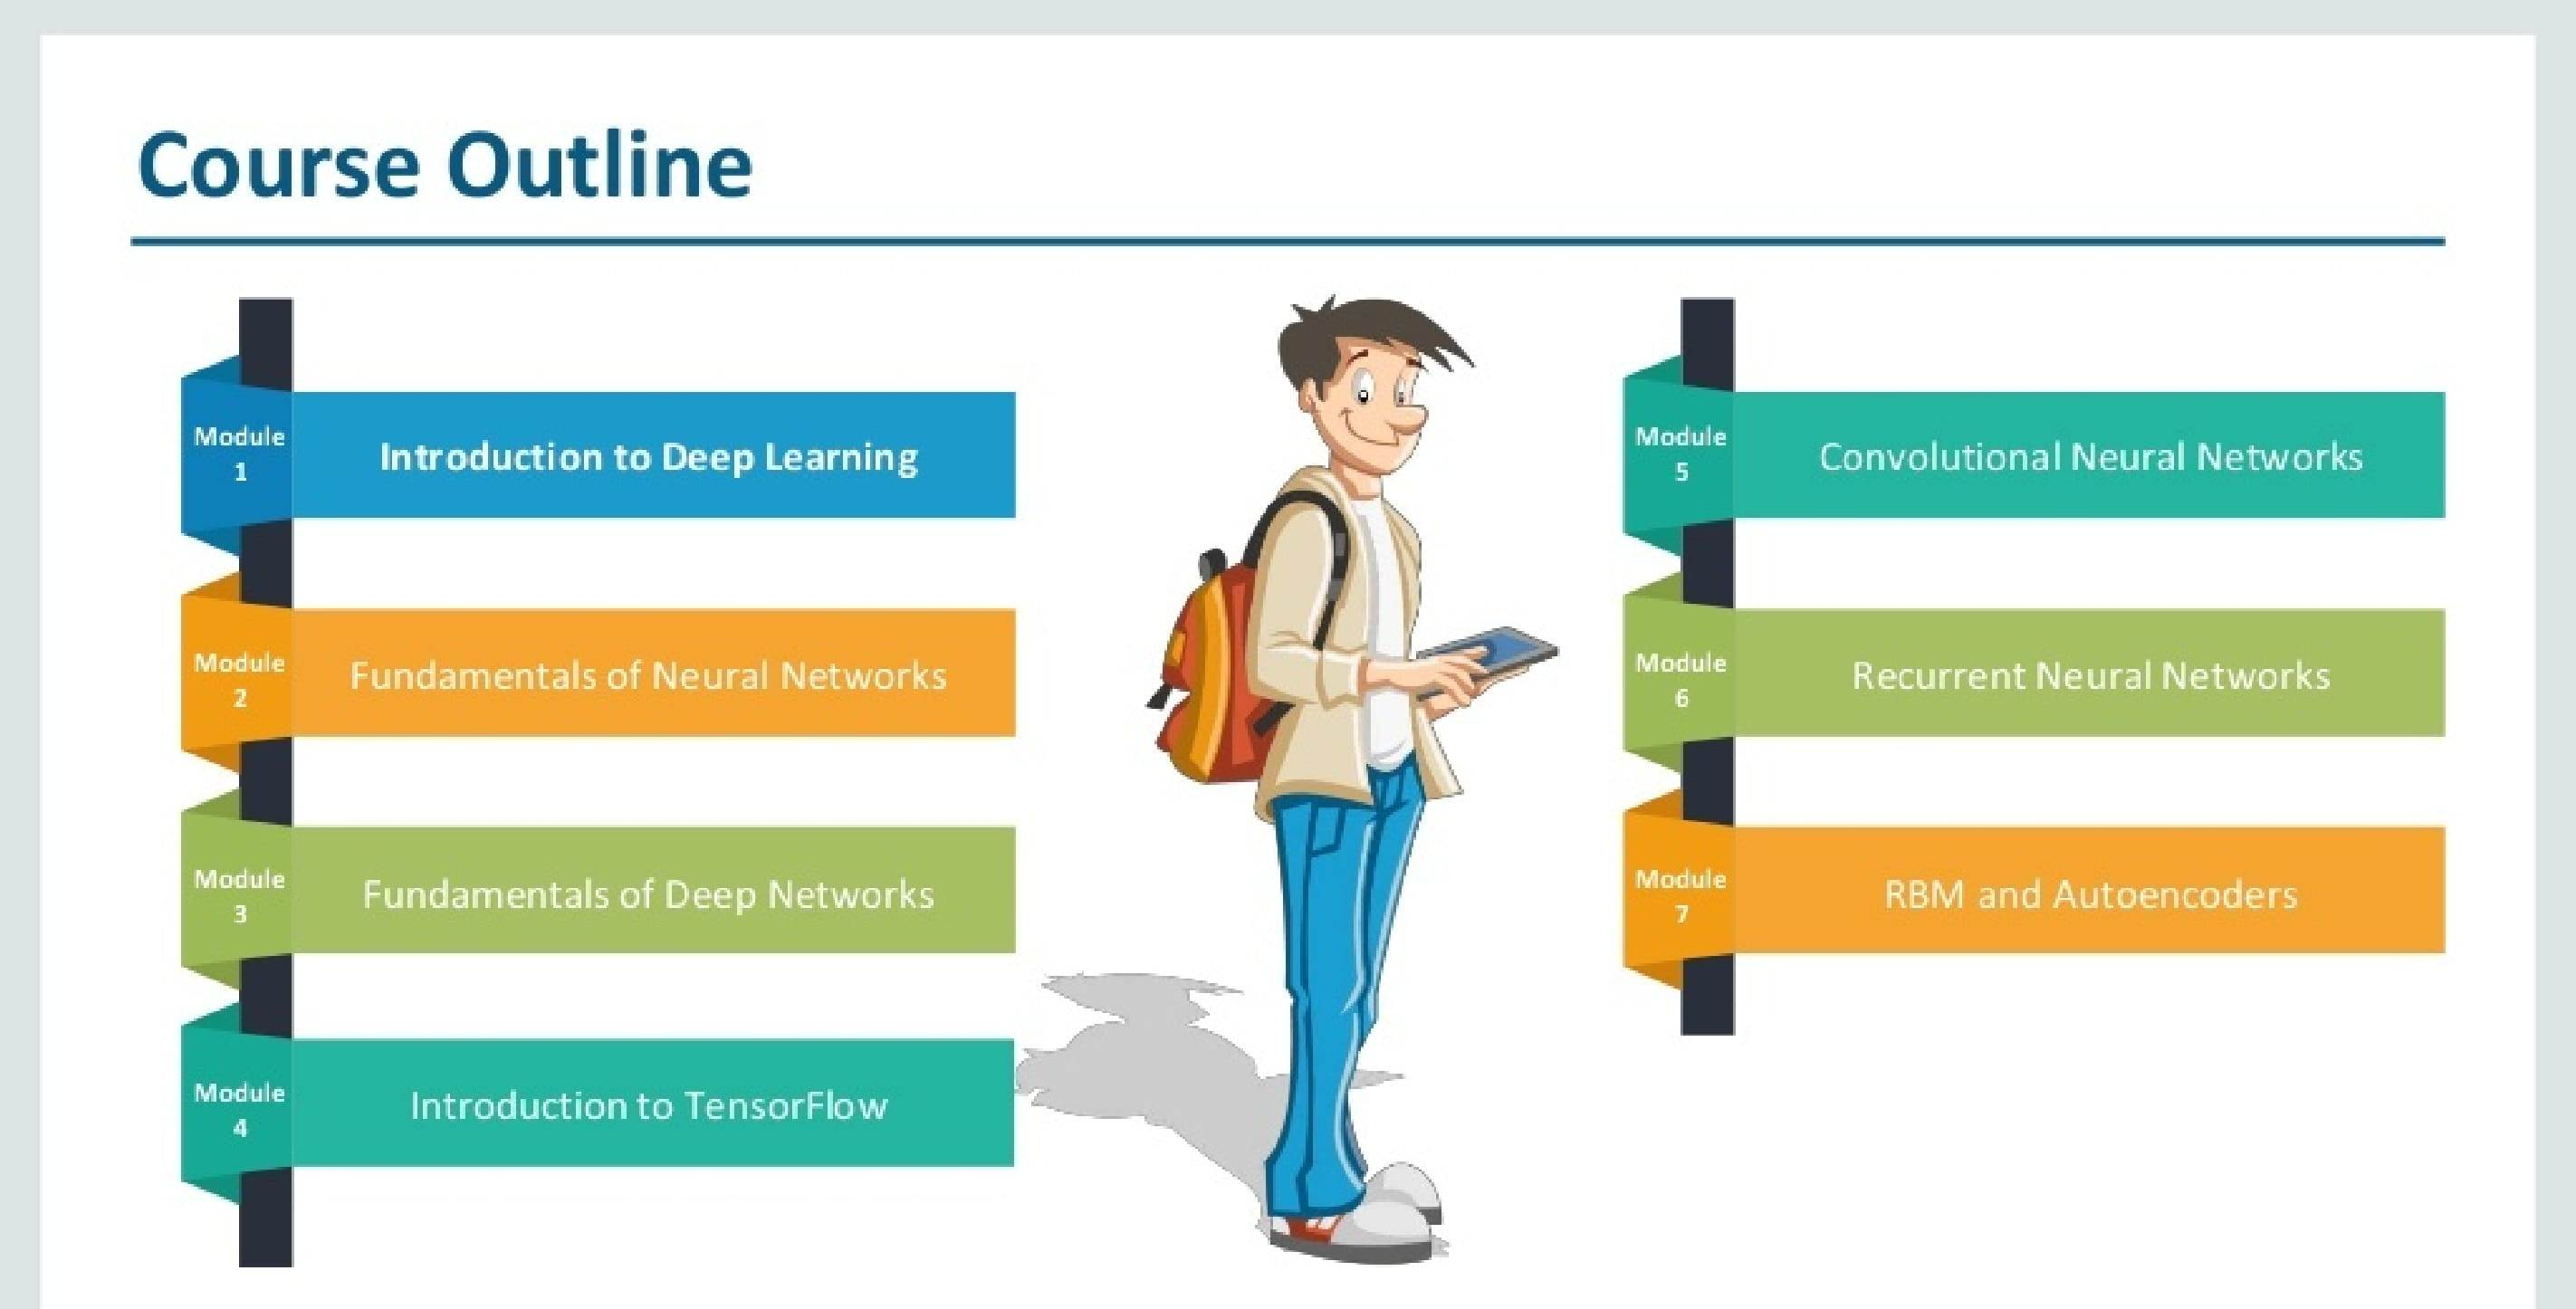 Course Outline
Module
1
Introduction to Deep Learning
Module
2
Fundamentals of Neural Networks
Module
3
Fundamentals of Deep Networks
Module
4
Introduction to TensorFlow
Module
5
Convolutional Neural Networks
Module
6
Recurrent Neural Networks
Module
7
RBM and Autoencoders